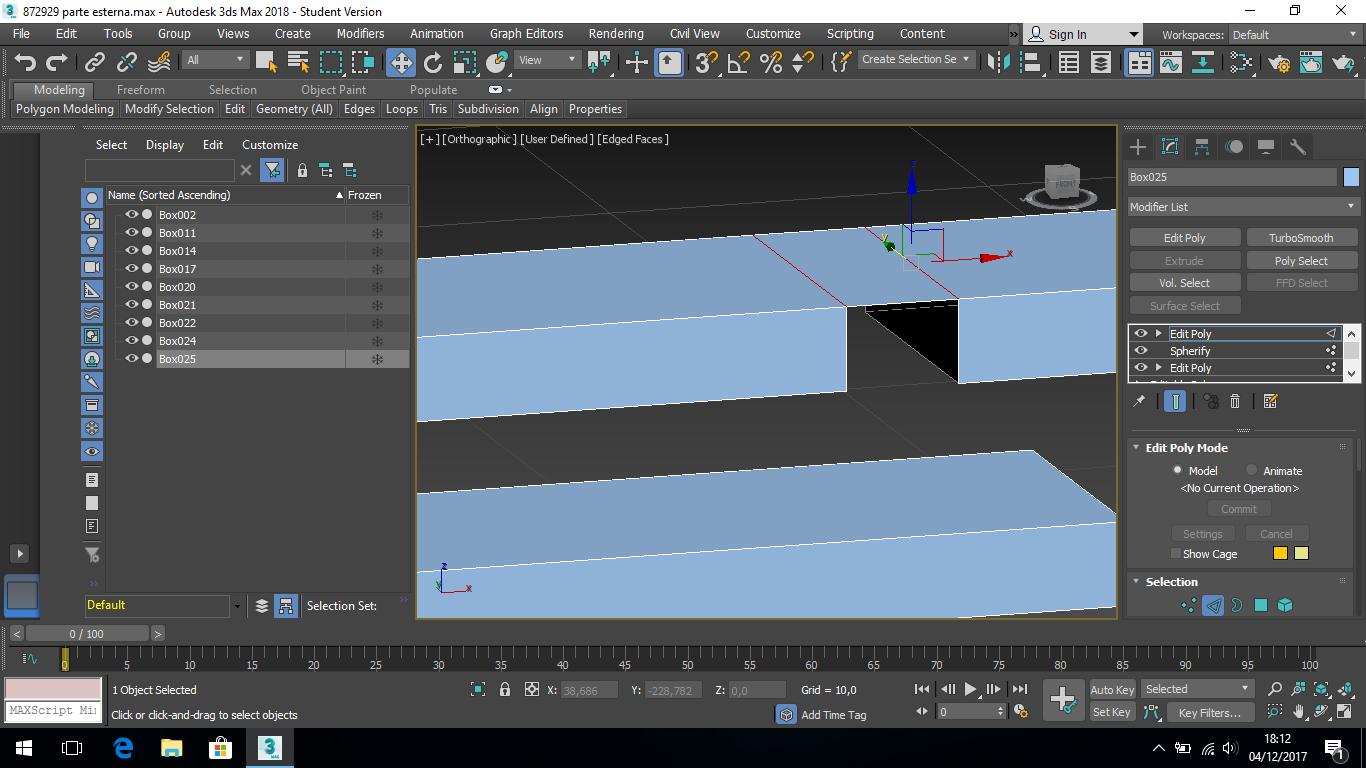 872929 parte esterna.max - Autodesk 3ds Max 2018 - Student Version
File Edit Tools Group Views Create Modifiers Animation Graph Editors Rendering Civil View Customize Scripting Content » Sign In Workspaces: Default
All View Create Selection Se
Modeling Freeform Selection Object Paint Populate
Polygon Modeling Modify Selection Edit Geometry (All) Edges Loops Tris Subdivision Align Properties
Select Display Edit Customize
Name (Sorted Ascending) Frozen
Box002
Box011
Box014
Box017
Box020
Box021
Box022
Box024
Box025
Default Selection Set:
[+] [Orthographic] [User Defined] [Edged Faces]
z
y
x
FRONT
z
y
x
Box025
Modifier List
Edit Poly TurboSmooth
Extrude Poly Select
Vol. Select FFD Select
Surface Select
Edit Poly
Spherify
Edit Poly
Edit Poly Mode
Model Animate
<No Current Operation>
Commit
Settings Cancel
Show Cage
Selection
< 0 / 100 >
0 5 10 15 20 25 30 35 40 45 50 55 60 65 70 75 80 85 90 95 100
1 Object Selected X: 38,686 Y: -228,782 Z: 0,0 Grid = 10,0 Auto Key Selected
MAXScript Mi Click or click-and-drag to select objects Add Time Tag 0 Set Key Key Filters...
18:12
04/12/2017
1